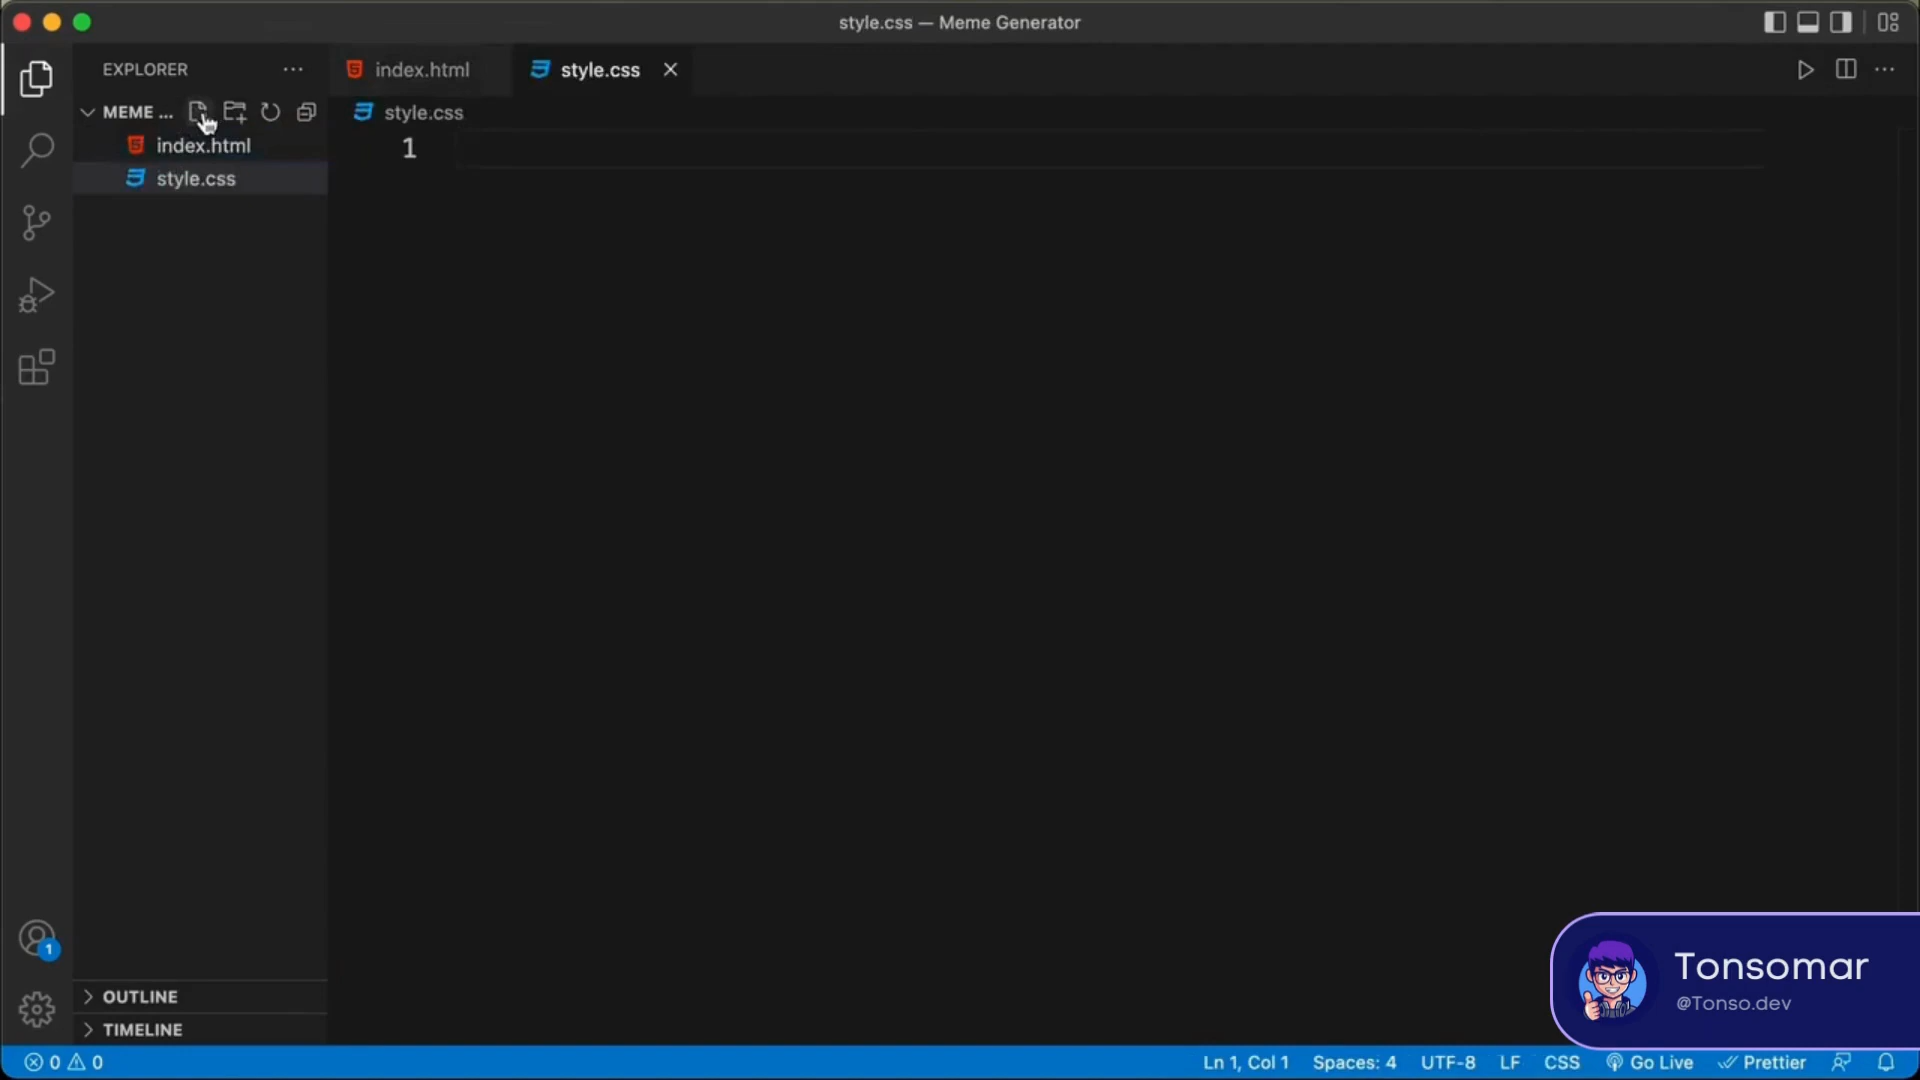 style.css — Meme Generator
EXPLORER
index.html
style.css
MEME ...
style.css
index.html
1
style.css
1
OUTLINE
TIMELINE
Tonsomar
@Tonso.dev
0 0
Ln 1, Col 1
Spaces: 4
UTF-8
LF
CSS
Go Live
Prettier